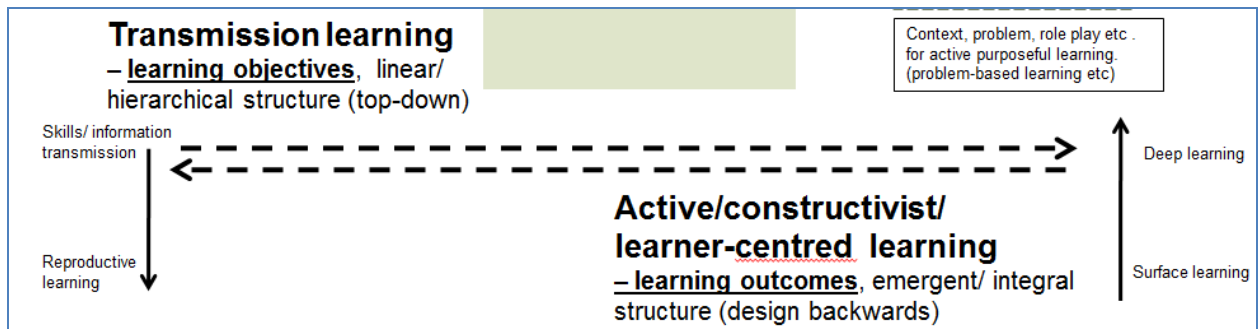 Transmission learning
– learning objectives, linear/
hierarchical structure (top-down)
Context, problem, role play etc .
for active purposeful learning.
(problem-based learning etc)
Skills/ information
transmission
Deep learning
Active/constructivist/
learner-centred learning
– learning outcomes, emergent/ integral
structure (design backwards)
Reproductive
learning
Surface learning